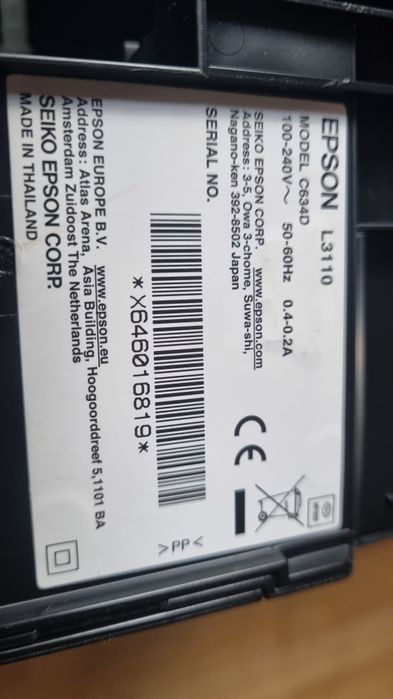 EPSON L3110
MODEL C634D
100-240V~ 50-60Hz 0.4-0.2A
SEIKO EPSON CORP. www.epson.com
Address: 3-5, Owa 3-chome, Suwa-shi,
Nagano-ken 392-8502 Japan
SERIAL NO.
*X646016819*
CE
>PP<
EPSON EUROPE B.V. www.epson.eu
Address: Atlas Arena, Asia Building, Hoogoorddreef 5,1101 BA
Amsterdam Zuidoost The Netherlands
SEIKO EPSON CORP.
MADE IN THAILAND